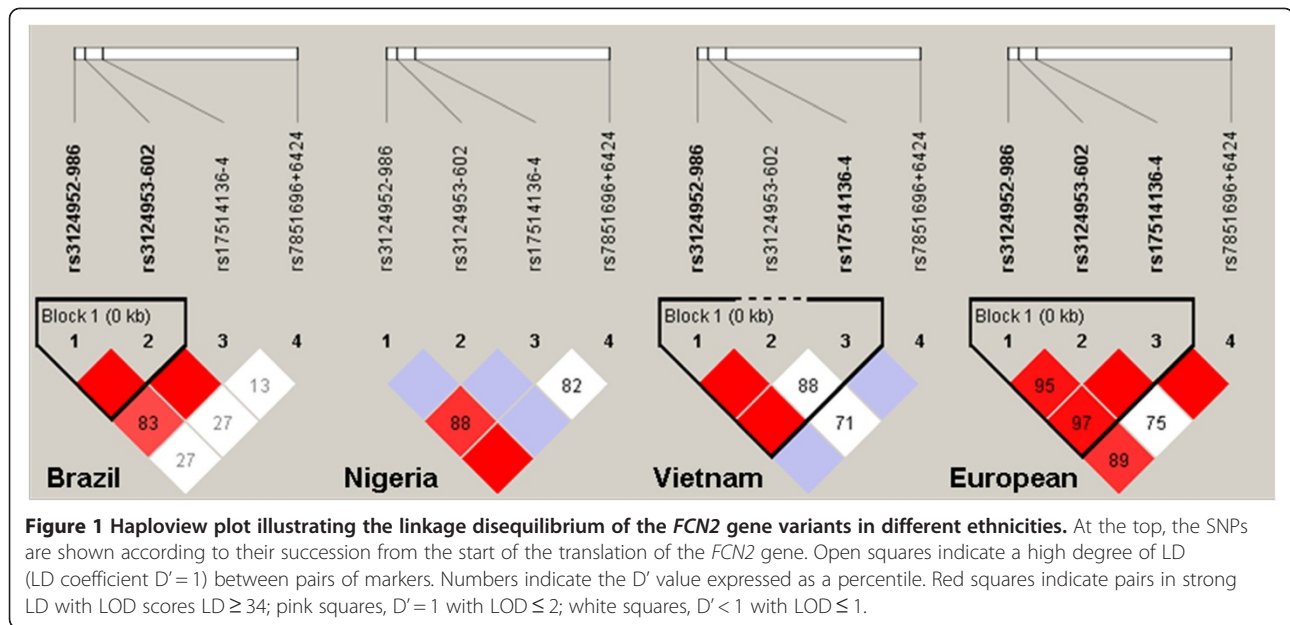 rs3124952-986 rs3124953-602 rs17514136-4 rs7851696+6424 rs3124952-986 rs3124953-602 rs17514136-4 rs7851696+6424 rs3124952-986 rs3124953-602 rs17514136-4 rs7851696+6424 rs3124952-986 rs3124953-602 rs17514136-4 rs7851696+6424
Block 1 (0 kb) Block 1 (0 kb) Block 1 (0 kb)
1 2 3 4 1 2 3 4 1 2 3 4 1 2 3 4
13 82 88 95
83 27 88 71 97 75
27 89
Brazil Nigeria Vietnam European
Figure 1 Haploview plot illustrating the linkage disequilibrium of the FCN2 gene variants in different ethnicities. At the top, the SNPs
are shown according to their succession from the start of the translation of the FCN2 gene. Open squares indicate a high degree of LD
(LD coefficient D′ = 1) between pairs of markers. Numbers indicate the D′ value expressed as a percentile. Red squares indicate pairs in strong
LD with LOD scores LD ≥ 34; pink squares, D′ = 1 with LOD ≤ 2; white squares, D′ < 1 with LOD ≤ 1.